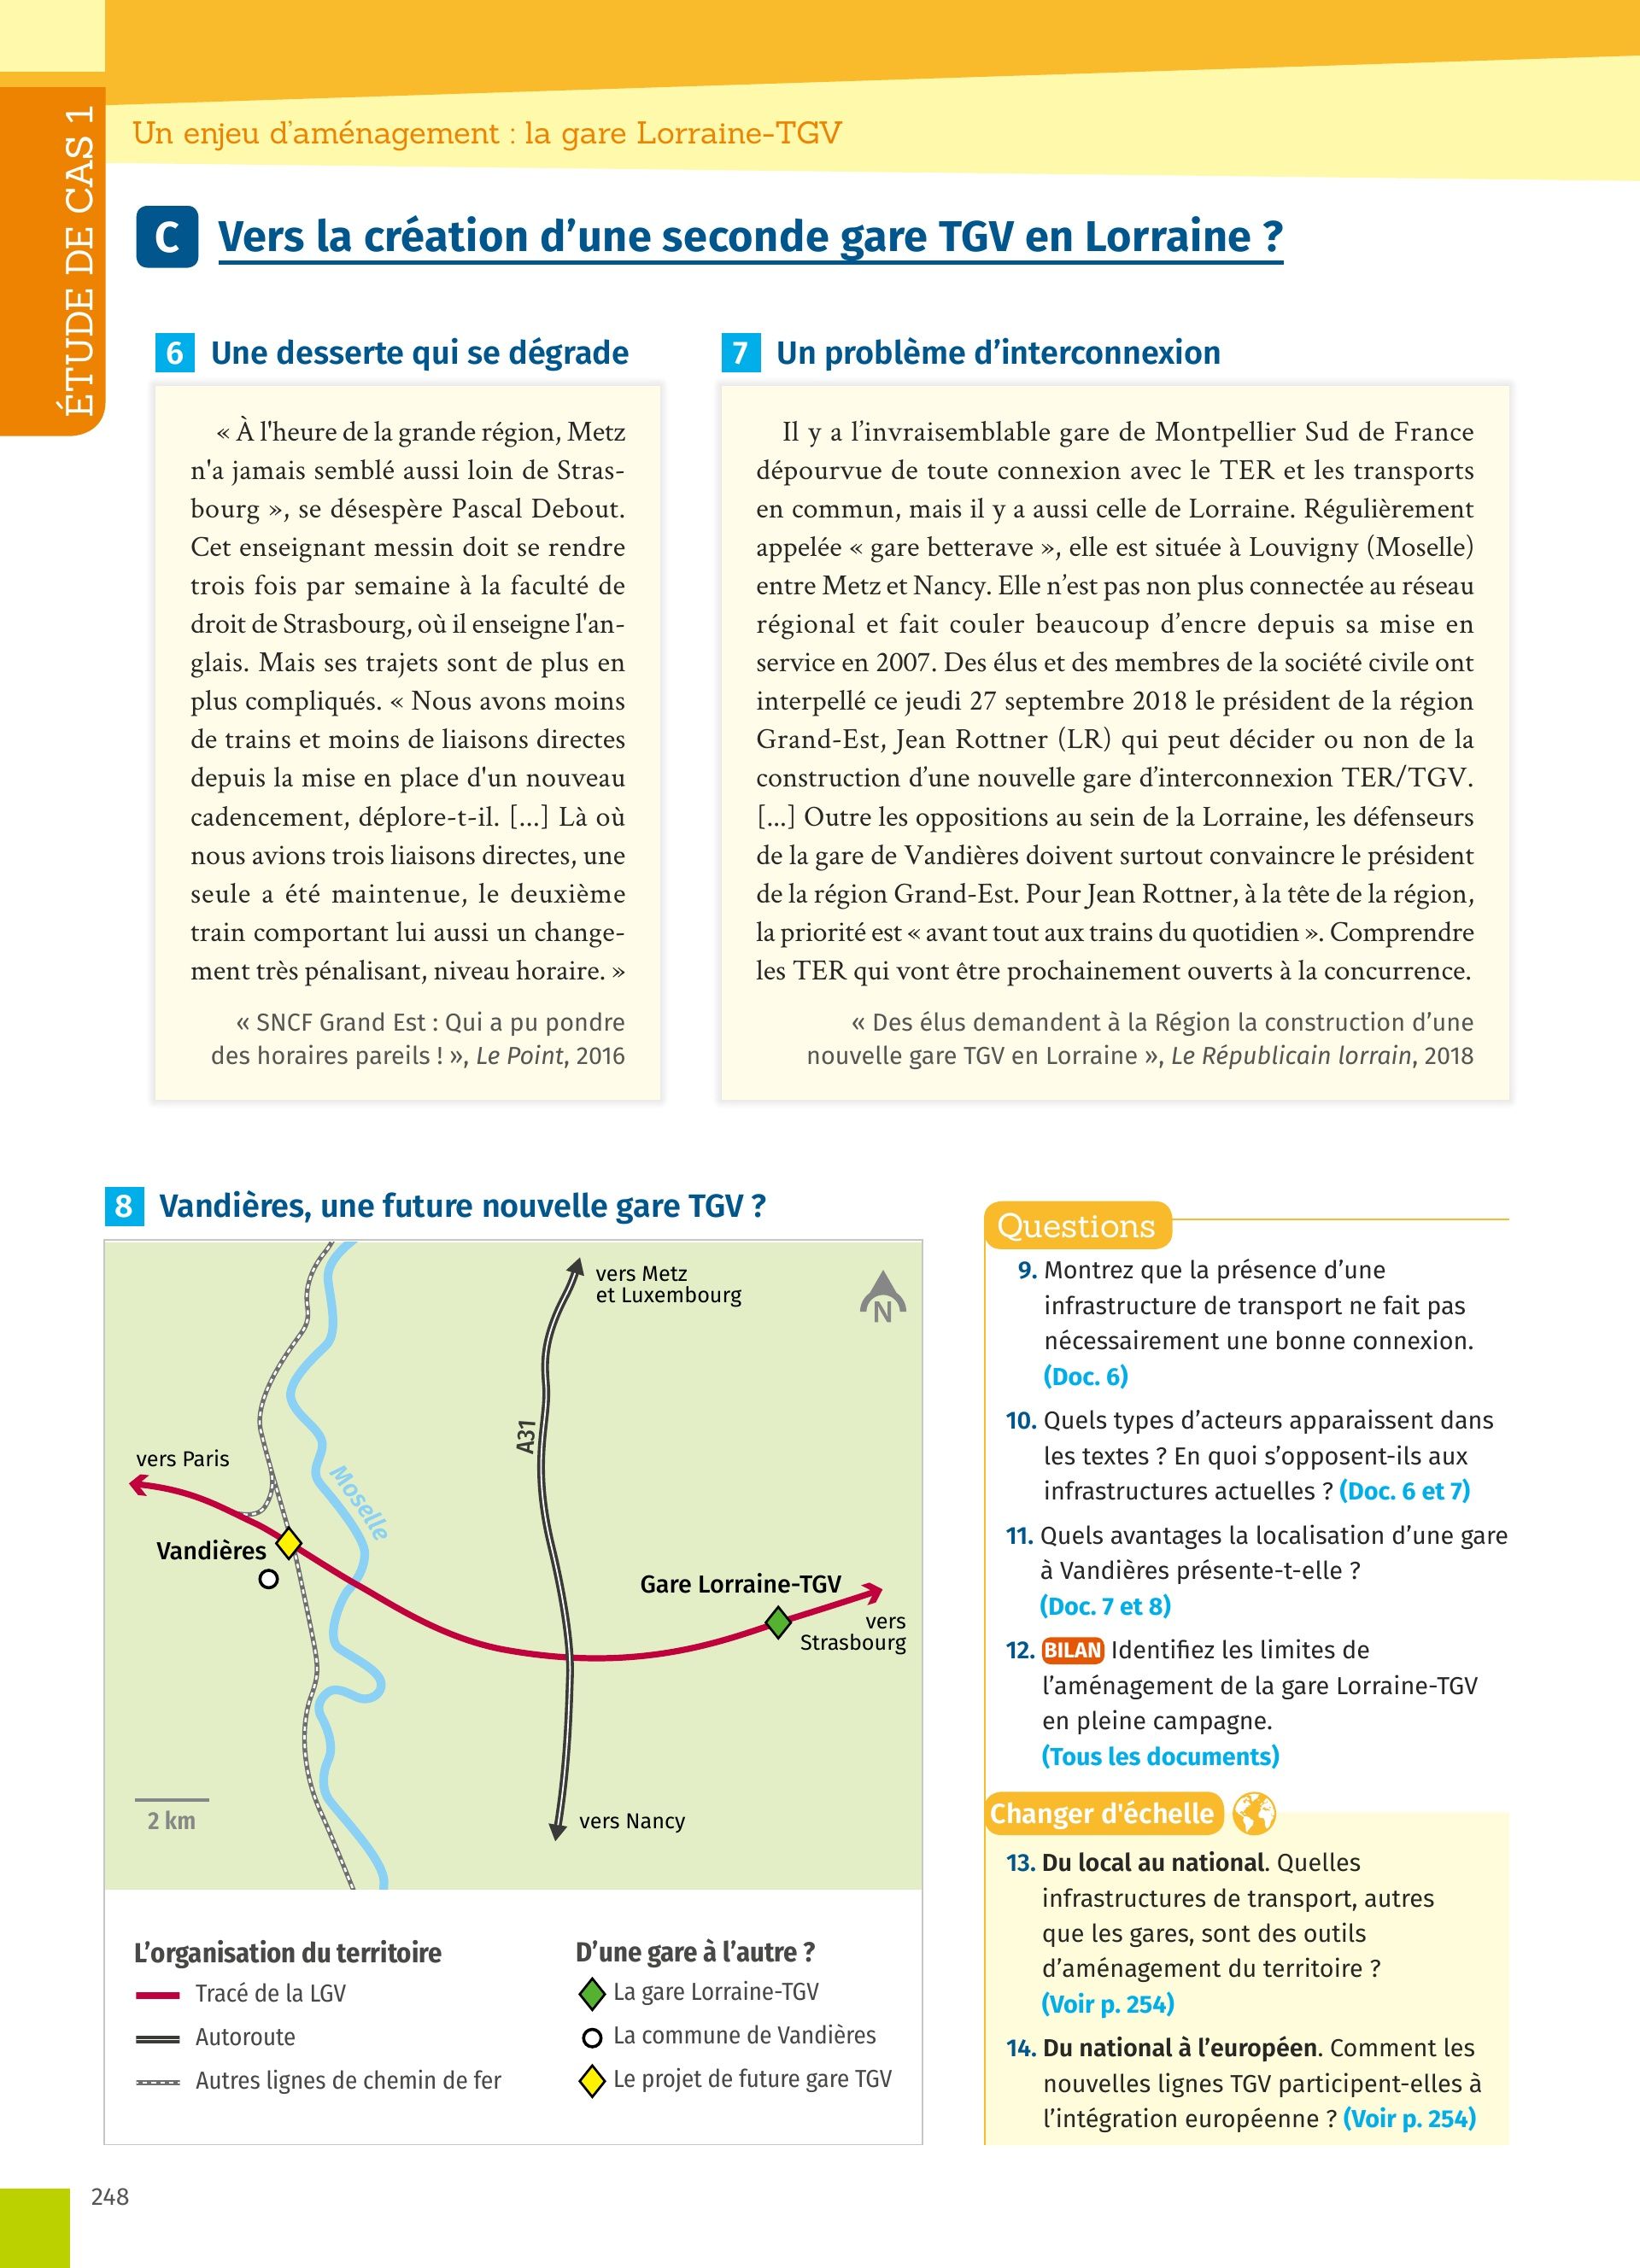 ÉTUDE DE CAS 1
Un enjeu d’aménagement : la gare Lorraine-TGV
C Vers la création d’une seconde gare TGV en Lorraine ?
6 Une desserte qui se dégrade
« À l'heure de la grande région, Metz
n'a jamais semblé aussi loin de Stras-
bourg », se désespère Pascal Debout.
Cet enseignant messin doit se rendre
trois fois par semaine à la faculté de
droit de Strasbourg, où il enseigne l'an-
glais. Mais ses trajets sont de plus en
plus compliqués. « Nous avons moins
de trains et moins de liaisons directes
depuis la mise en place d'un nouveau
cadencement, déplore-t-il. [...] Là où
nous avions trois liaisons directes, une
seule a été maintenue, le deuxième
train comportant lui aussi un change-
ment très pénalisant, niveau horaire. »
« SNCF Grand Est : Qui a pu pondre
des horaires pareils ! », Le Point, 2016
7 Un problème d’interconnexion
Il y a l’invraisemblable gare de Montpellier Sud de France
dépourvue de toute connexion avec le TER et les transports
en commun, mais il y a aussi celle de Lorraine. Régulièrement
appelée « gare betterave », elle est située à Louvigny (Moselle)
entre Metz et Nancy. Elle n’est pas non plus connectée au réseau
régional et fait couler beaucoup d’encre depuis sa mise en
service en 2007. Des élus et des membres de la société civile ont
interpellé ce jeudi 27 septembre 2018 le président de la région
Grand-Est, Jean Rottner (LR) qui peut décider ou non de la
construction d’une nouvelle gare d’interconnexion TER/TGV.
[...] Outre les oppositions au sein de la Lorraine, les défenseurs
de la gare de Vandières doivent surtout convaincre le président
de la région Grand-Est. Pour Jean Rottner, à la tête de la région,
la priorité est « avant tout aux trains du quotidien ». Comprendre
les TER qui vont être prochainement ouverts à la concurrence.
« Des élus demandent à la Région la construction d’une
nouvelle gare TGV en Lorraine », Le Républicain lorrain, 2018
8 Vandières, une future nouvelle gare TGV ?
vers Metz
et Luxembourg
N
A31
vers Paris
Moselle
Vandières
Gare Lorraine-TGV
vers
Strasbourg
2 km
vers Nancy
L’organisation du territoire
Tracé de la LGV
Autoroute
Autres lignes de chemin de fer
D’une gare à l’autre ?
La gare Lorraine-TGV
La commune de Vandières
Le projet de future gare TGV
Questions
9. Montrez que la présence d’une
infrastructure de transport ne fait pas
nécessairement une bonne connexion.
(Doc. 6)
10. Quels types d’acteurs apparaissent dans
les textes ? En quoi s’opposent-ils aux
infrastructures actuelles ? (Doc. 6 et 7)
11. Quels avantages la localisation d’une gare
à Vandières présente-t-elle ?
(Doc. 7 et 8)
12. BILAN Identifiez les limites de
l’aménagement de la gare Lorraine-TGV
en pleine campagne.
(Tous les documents)
Changer d'échelle
13. Du local au national. Quelles
infrastructures de transport, autres
que les gares, sont des outils
d’aménagement du territoire ?
(Voir p. 254)
14. Du national à l’européen. Comment les
nouvelles lignes TGV participent-elles à
l’intégration européenne ? (Voir p. 254)
248